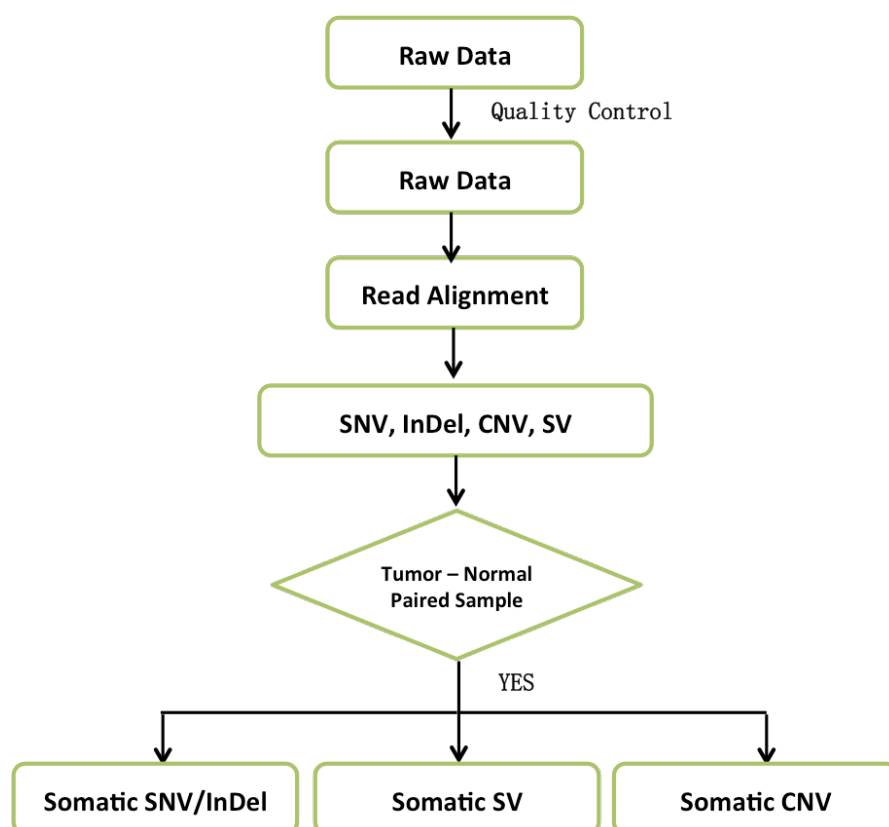 Raw Data
Quality Control
Raw Data
Read Alignment
SNV, InDel, CNV, SV
Tumor – Normal
Paired Sample
YES
Somatic SNV/InDel
Somatic SV
Somatic CNV